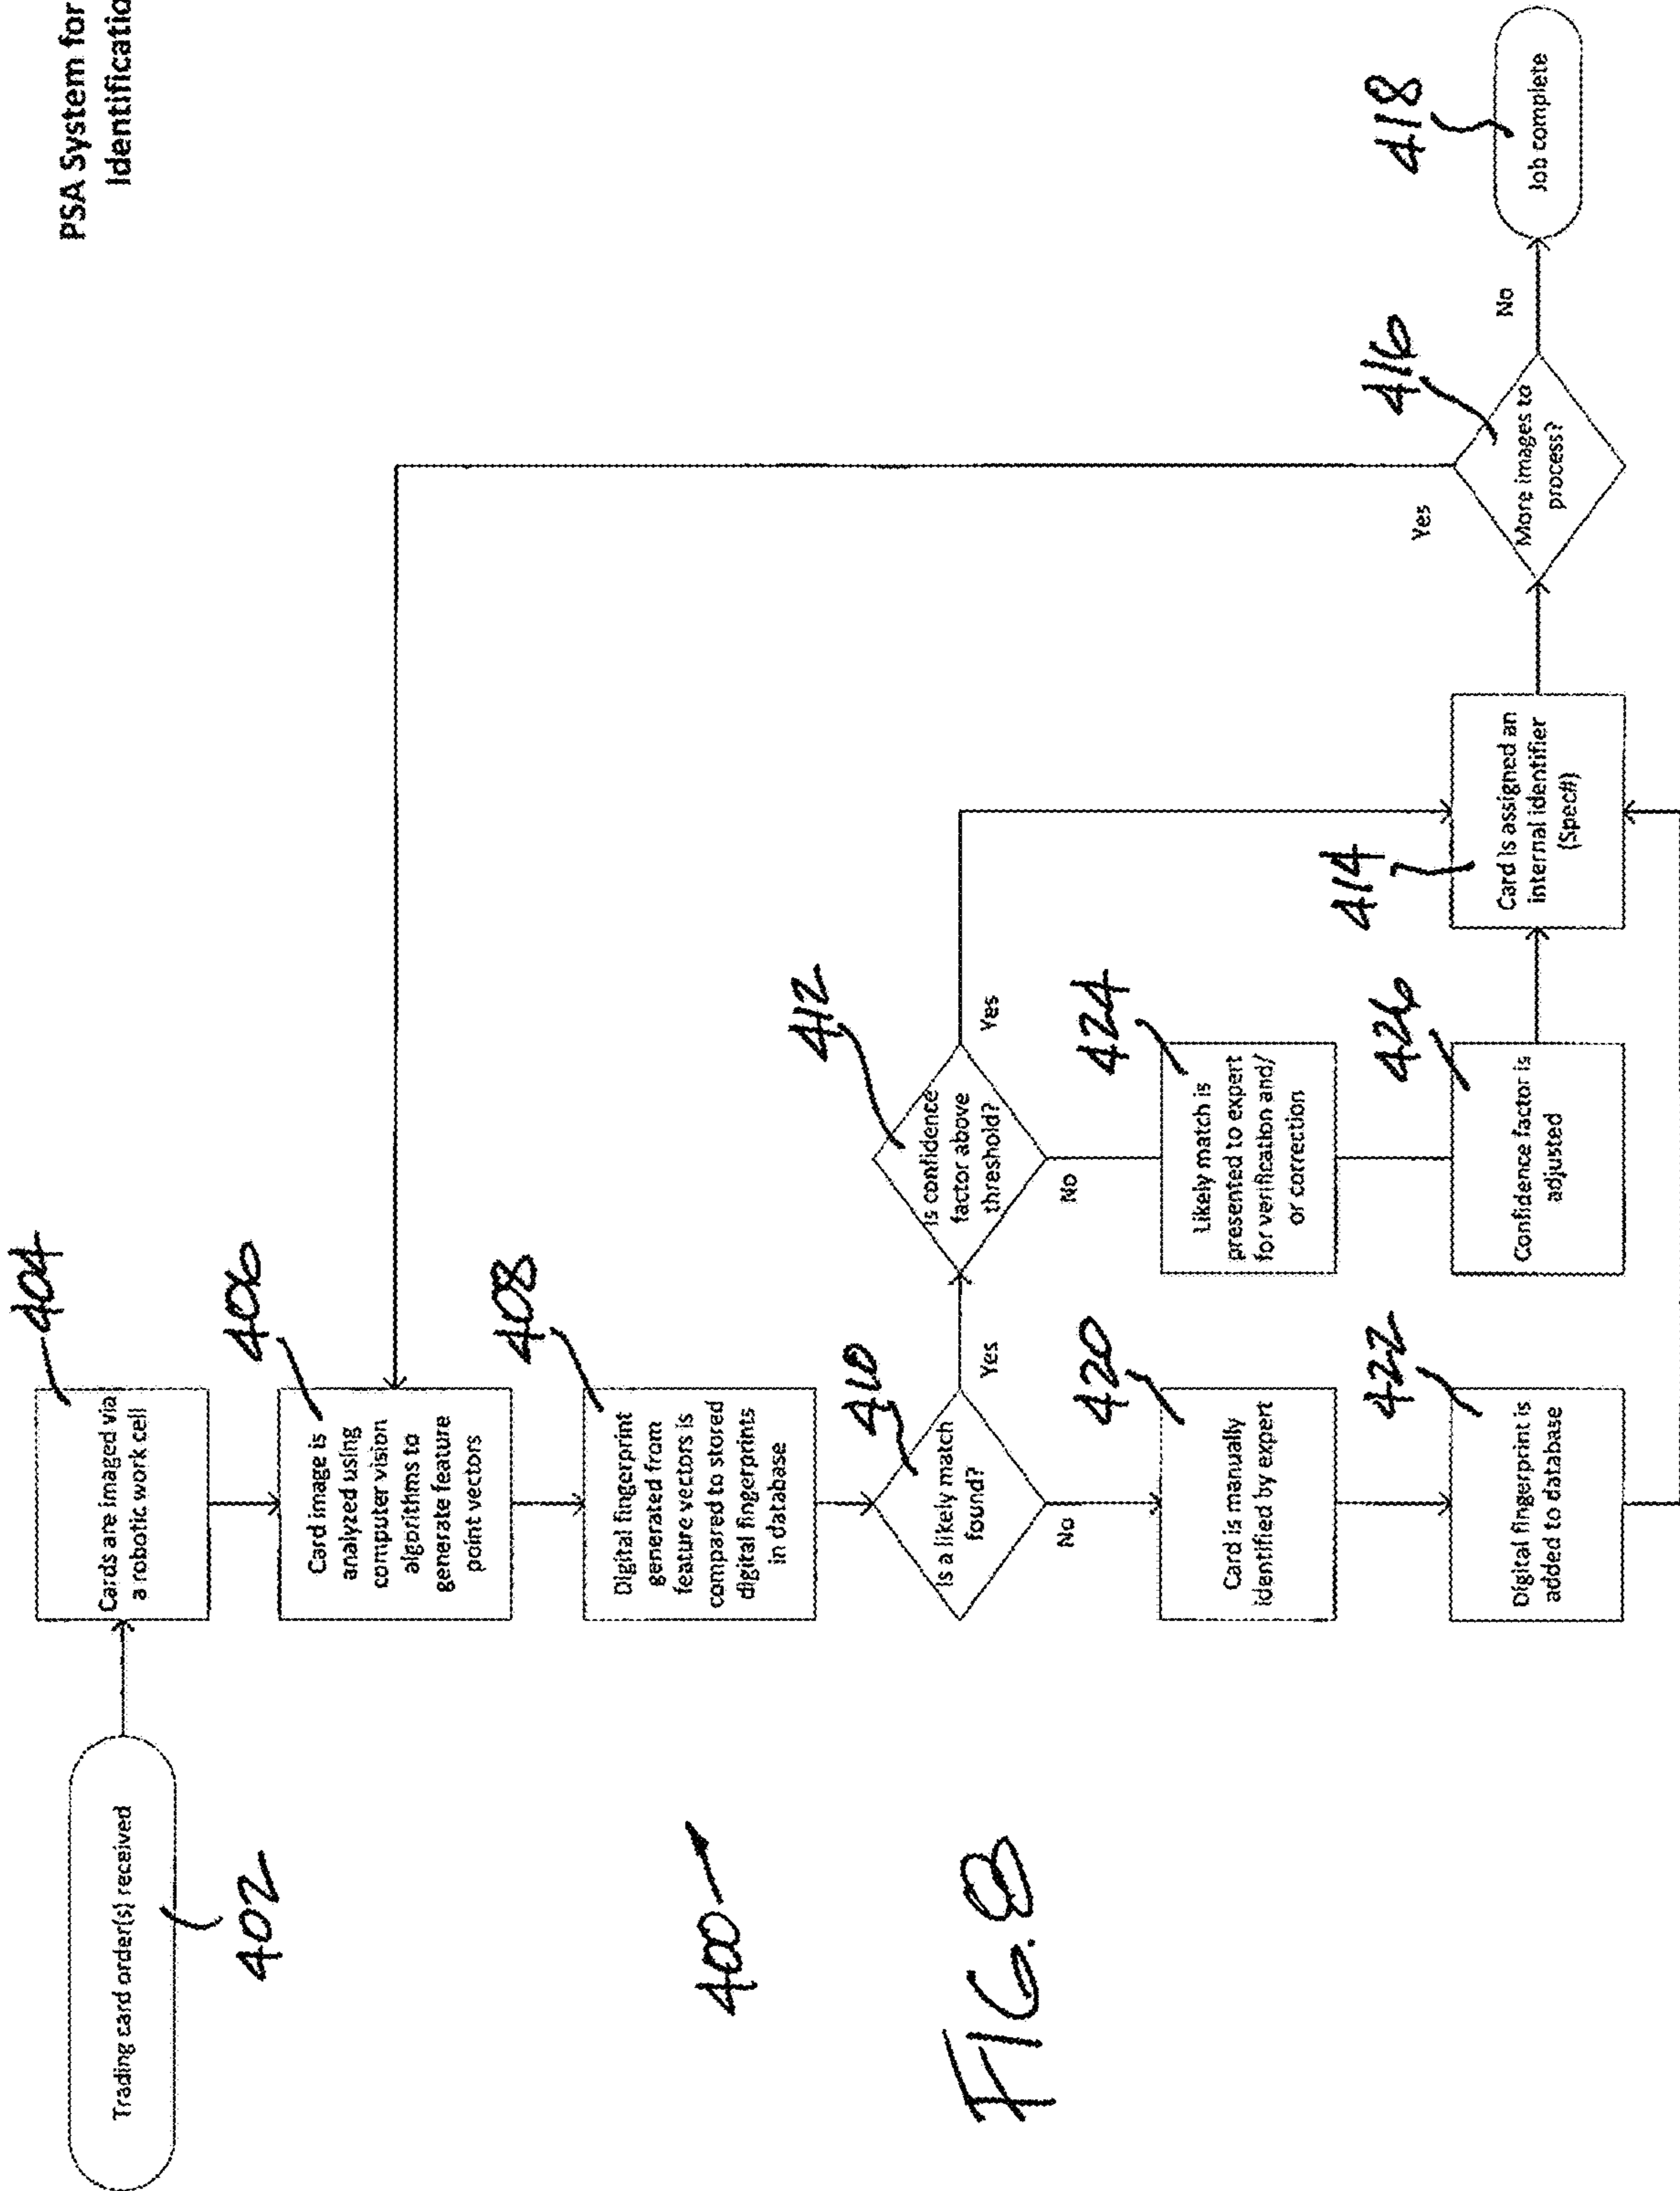 PSA System for
Identificatio
Trading card order(s) received
402
Cards are imaged via
a robotic work cell
404
Card image is
analyzed using
computer vision
algorithms to
generate feature
point vectors
406
Digital fingerprint
generated from
feature vectors is
compared to stored
digital fingerprints
in database
408
Is a likely match
found?
410
Yes
No
Is confidence
factor above
threshold?
412
Yes
No
Card is manually
identified by expert
420
Likely match is
presented to expert
for verification and/
or correction
424
Digital fingerprint is
added to database
422
Confidence factor is
adjusted
426
Card is assigned an
internal identifier
(Spec#)
414
More images to
process?
416
Yes
No
Job complete
418
400
FIG. 8